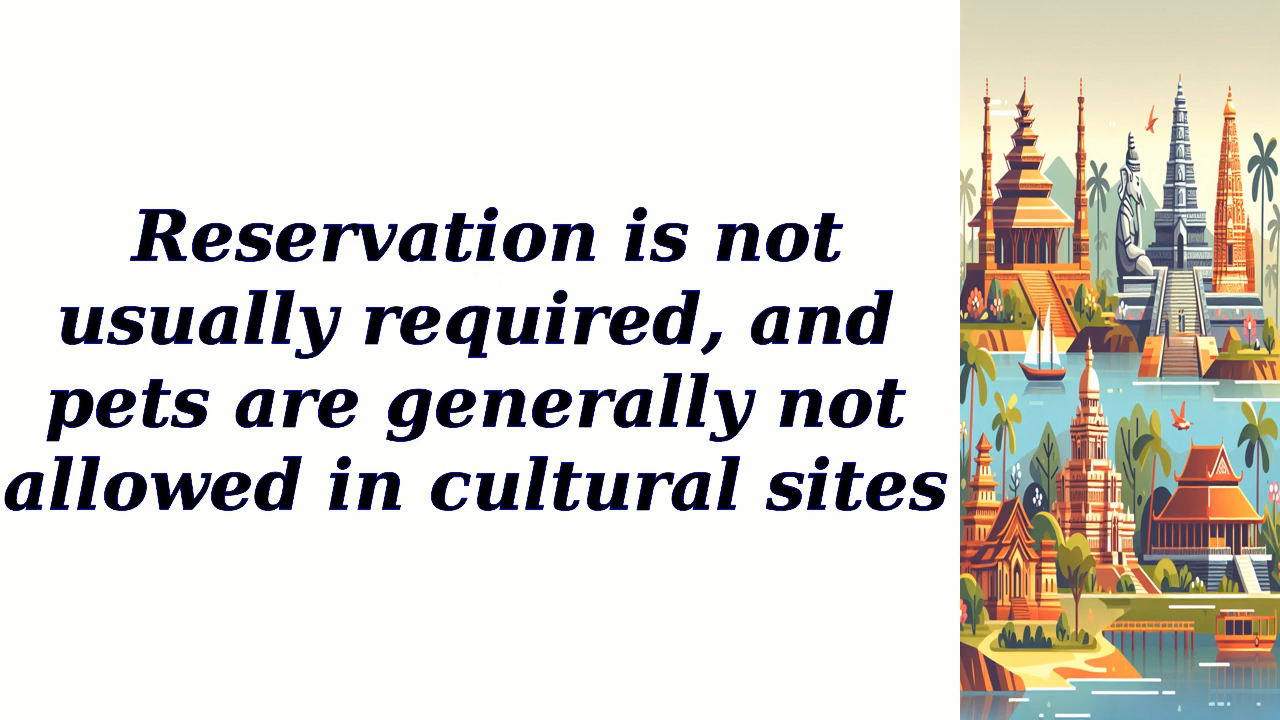 Reservation is not
usually required, and
pets are generally not
allowed in cultural sites